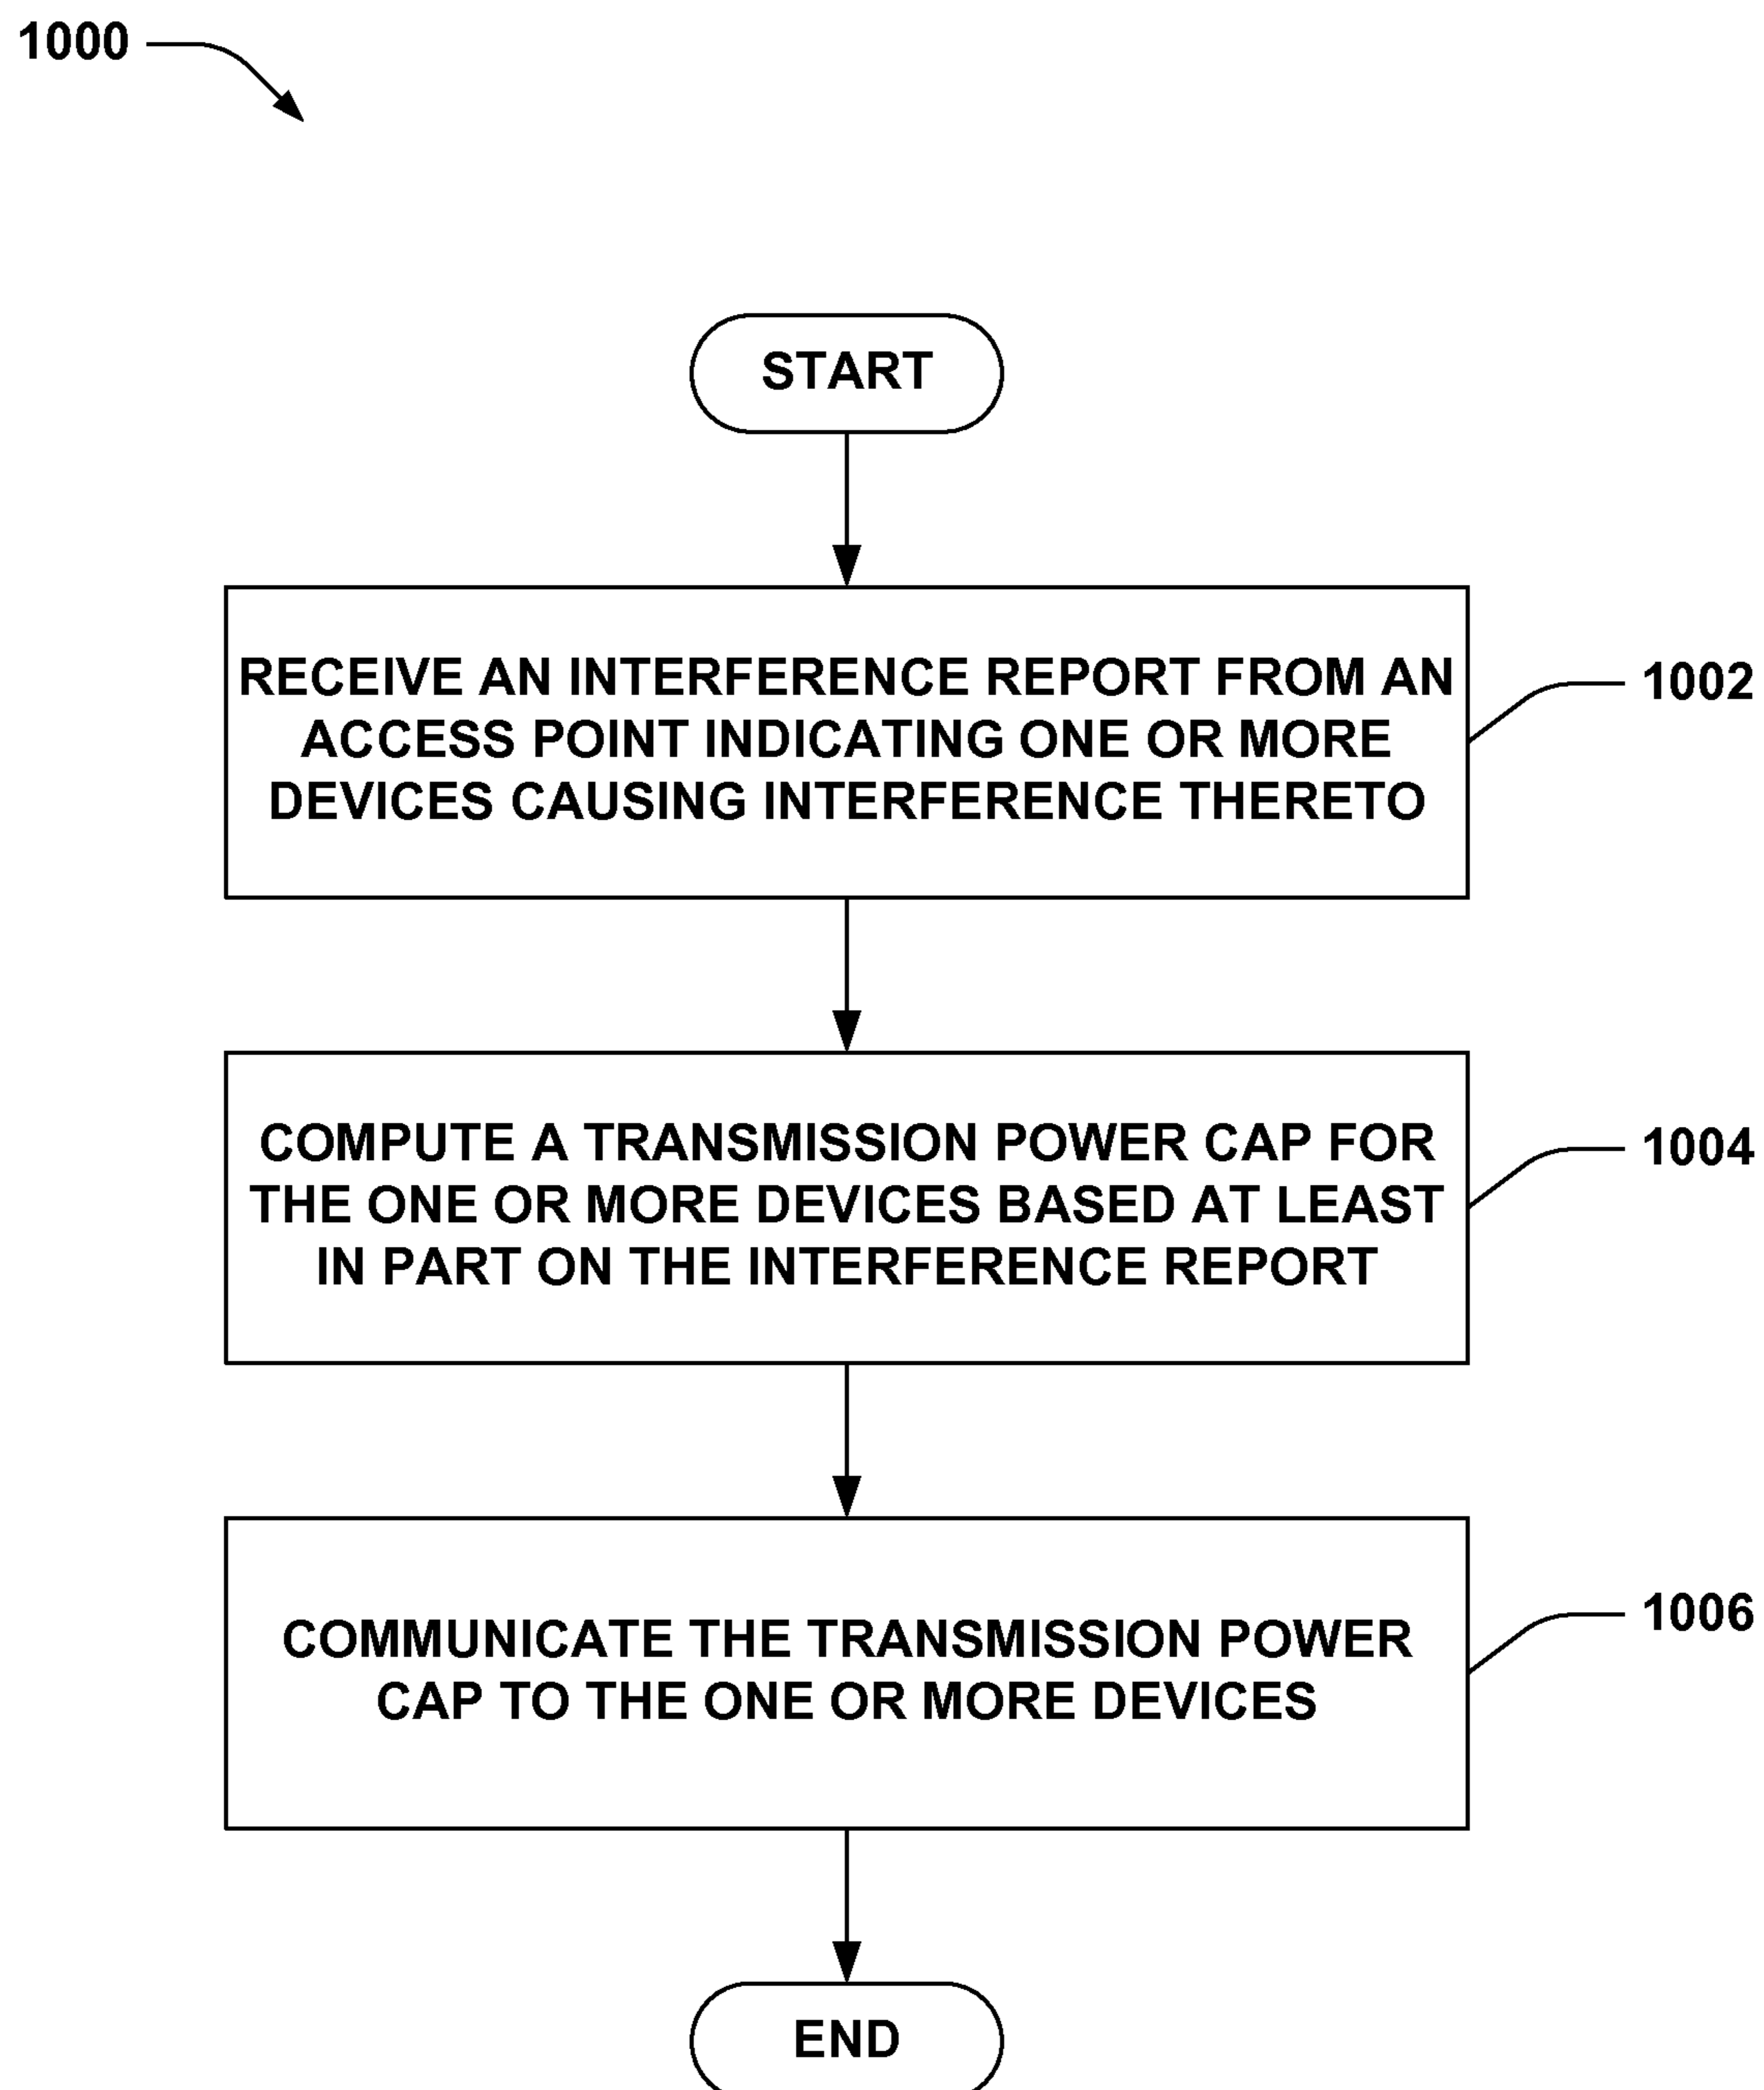 1000
START
RECEIVE AN INTERFERENCE REPORT FROM AN
ACCESS POINT INDICATING ONE OR MORE
DEVICES CAUSING INTERFERENCE THERETO
1002
COMPUTE A TRANSMISSION POWER CAP FOR
THE ONE OR MORE DEVICES BASED AT LEAST
IN PART ON THE INTERFERENCE REPORT
1004
COMMUNICATE THE TRANSMISSION POWER
CAP TO THE ONE OR MORE DEVICES
1006
END